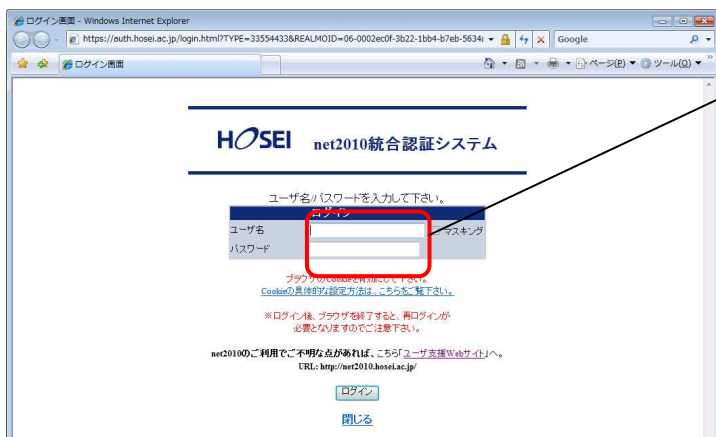 ログイン画面 - Windows Internet Explorer
https://auth.hosei.ac.jp/login.html?TYPE=33554433&REALMOID=06-0002ec0f-3b22-1bb4-b7eb-5634
Google
ログイン画面
ページ(P) ツール(O)
HOSEI net2010統合認証システム
ユーザ名/パスワードを入力して下さい。
ログイン
ユーザ名 マスキング
パスワード
ブラウザのCookieを有効にして下さい。
Cookieの具体的な設定方法は、こちらをご覧下さい。
※ログイン後、ブラウザを終了すると、再ログインが
必要となりますのでご注意下さい。
net2010のご利用でご不明な点があれば、こちら「ユーザ支援Webサイト」へ。
URL: http://net2010.hosei.ac.jp/
ログイン
閉じる